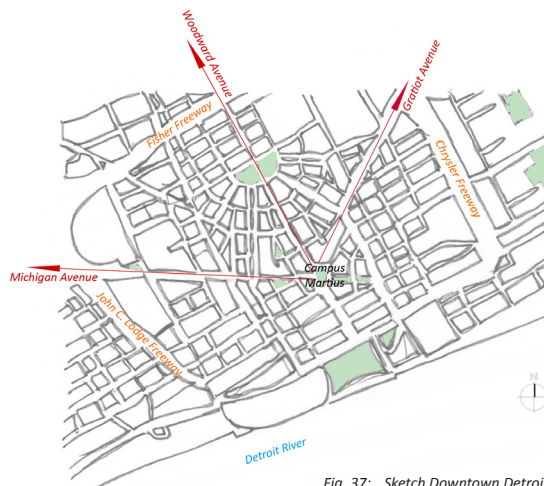 Woodward Avenue
Gratiot Avenue
Fisher Freeway
Chrysler Freeway
Campus
Martius
Michigan Avenue
John C. Lodge Freeway
N
Detroit River
Fig. 37: Sketch Downtown Detroi